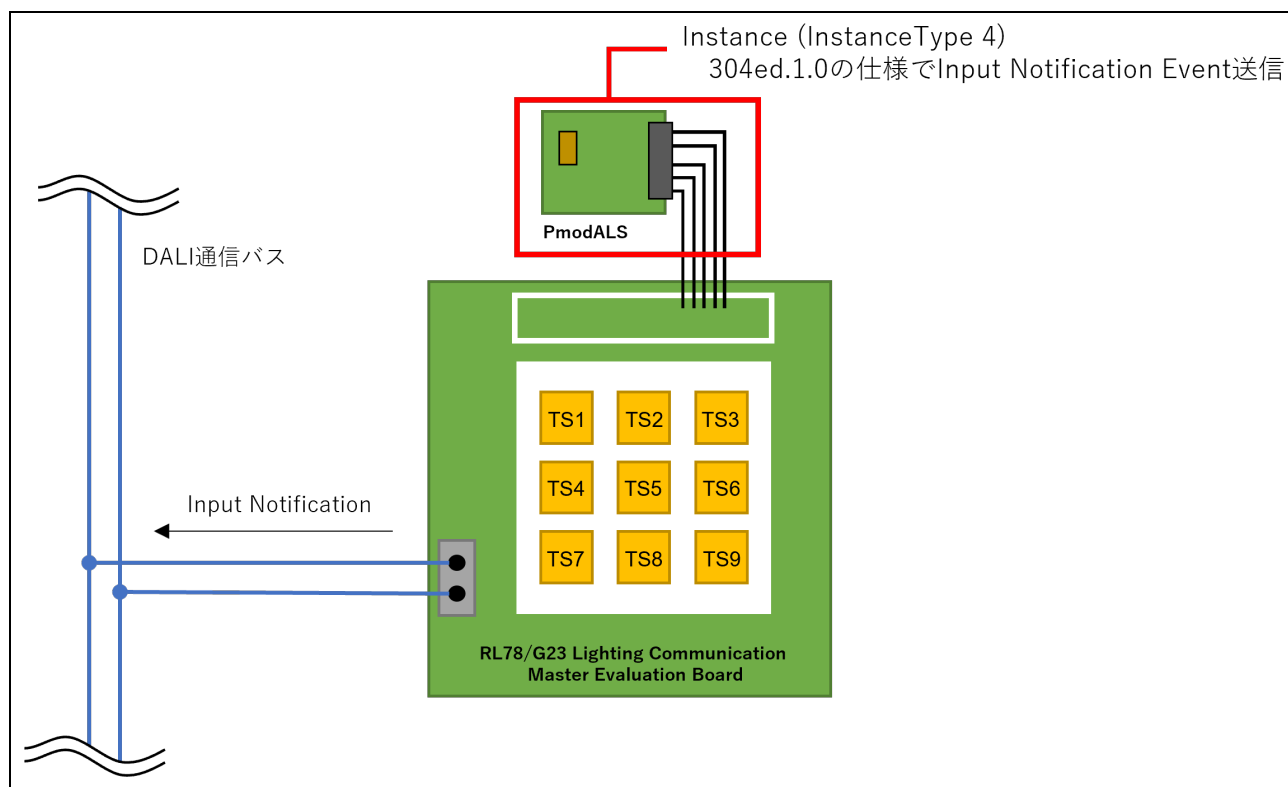 Instance (InstanceType 4)
304ed.1.0の仕様でInput Notification Event送信
PmodALS
DALI通信バス
TS1 TS2 TS3
TS4 TS5 TS6
Input Notification
TS7 TS8 TS9
RL78/G23 Lighting Communication
Master Evaluation Board